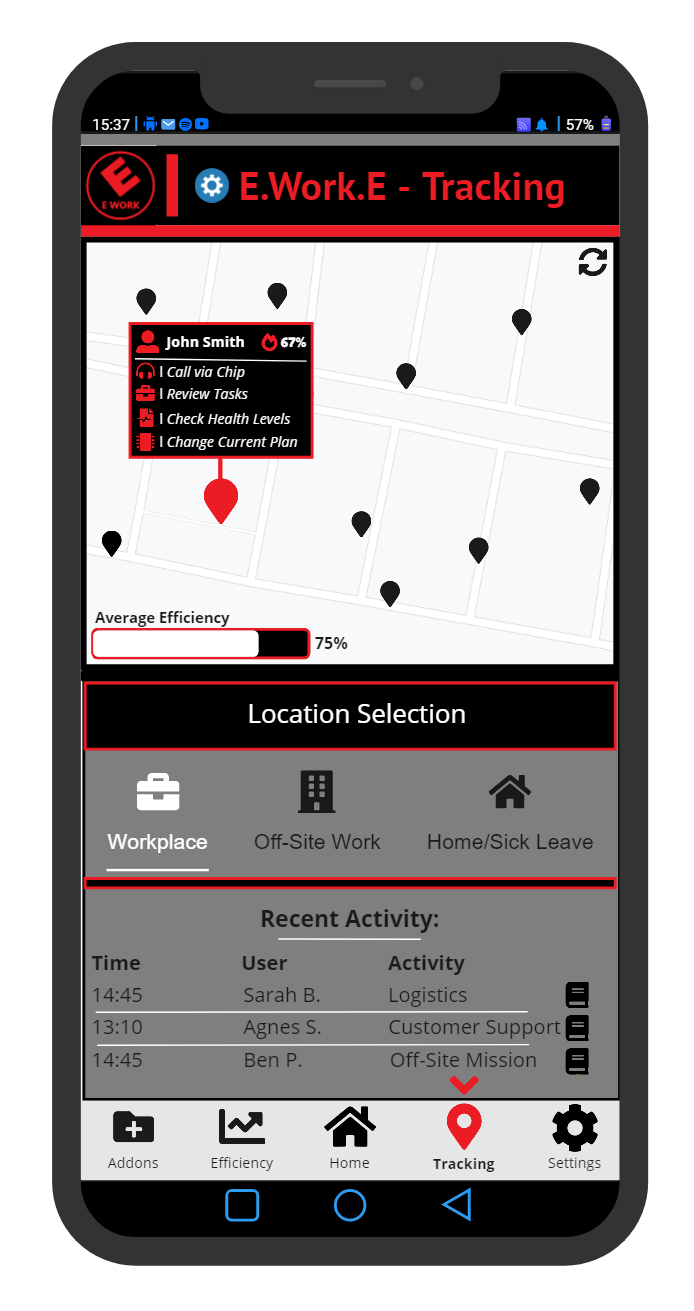 15:37
57%
E
E WORK
E.Work.E - Tracking
John Smith 67%
Call via Chip
Review Tasks
Check Health Levels
Change Current Plan
Average Efficiency
75%
Location Selection
Workplace Off-Site Work Home/Sick Leave
Recent Activity:
Time User Activity
14:45 Sarah B. Logistics
13:10 Agnes S. Customer Support
14:45 Ben P. Off-Site Mission
Addons Efficiency Home Tracking Settings